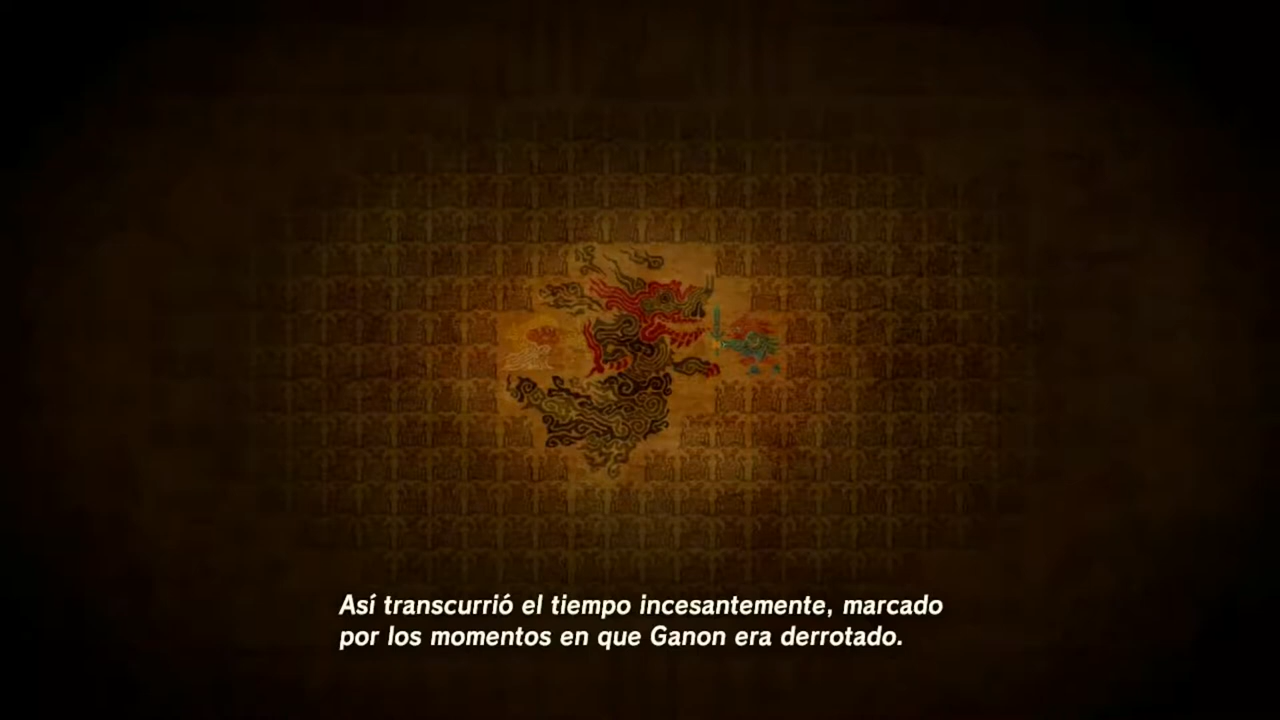 Así transcurrió el tiempo incesantemente, marcado
por los momentos en que Ganon era derrotado.